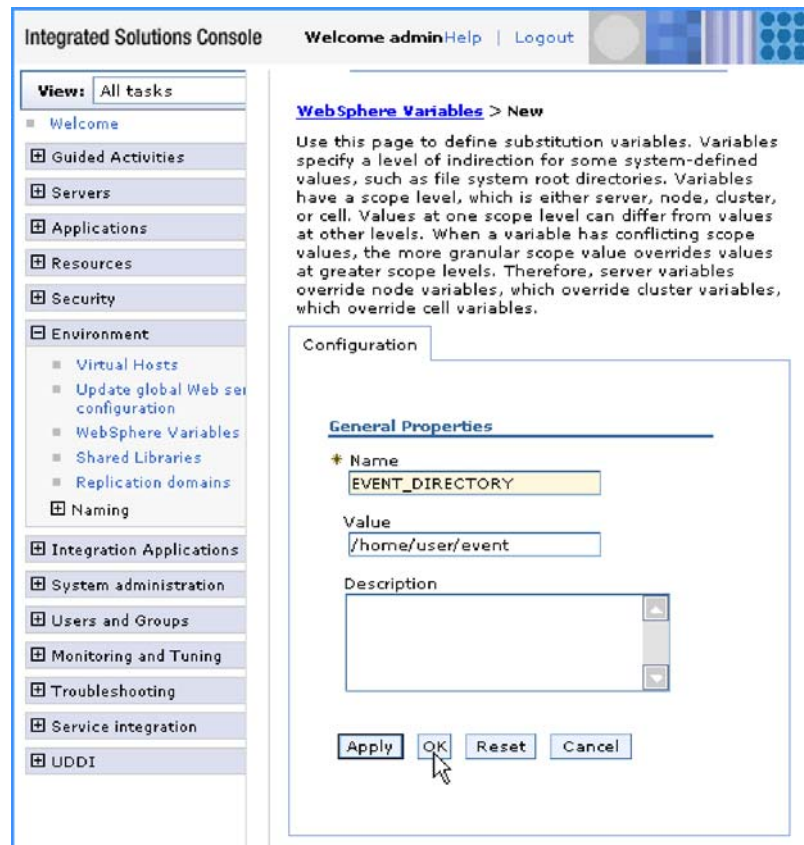 Integrated Solutions Console
Welcome adminHelp | Logout
View: All tasks
Welcome
Guided Activities
Servers
Applications
Resources
Security
Environment
Virtual Hosts
Update global Web ser
configuration
WebSphere Variables
Shared Libraries
Replication domains
Naming
Integration Applications
System administration
Users and Groups
Monitoring and Tuning
Troubleshooting
Service integration
UDDI
WebSphere Variables > New
Use this page to define substitution variables. Variables
specify a level of indirection for some system-defined
values, such as file system root directories. Variables
have a scope level, which is either server, node, cluster,
or cell. Values at one scope level can differ from values
at other levels. When a variable has conflicting scope
values, the more granular scope value overrides values
at greater scope levels. Therefore, server variables
override node variables, which override cluster variables,
which override cell variables.
Configuration
General Properties
* Name
EVENT_DIRECTORY
Value
/home/user/event
Description
Apply OK Reset Cancel